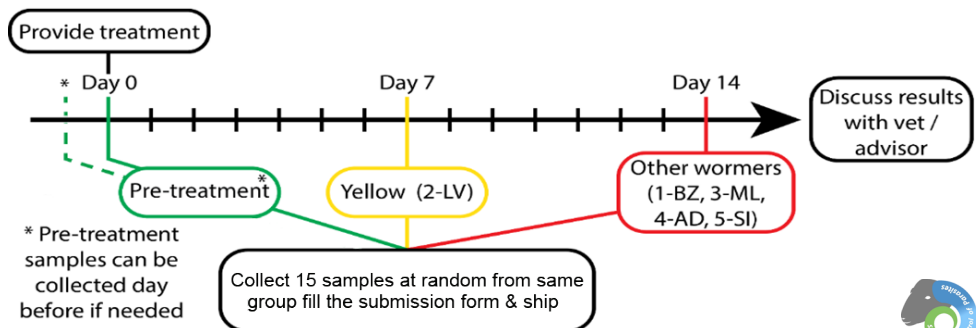 Provide treatment
* Day 0
Day 7
Day 14
Discuss results
with vet /
advisor
Pre-treatment*
Yellow (2-LV)
Other wormers
(1-BZ, 3-ML,
4-AD, 5-SI)
* Pre-treatment
samples can be
collected day
before if needed
Collect 15 samples at random from same
group fill the submission form & ship
Parasites